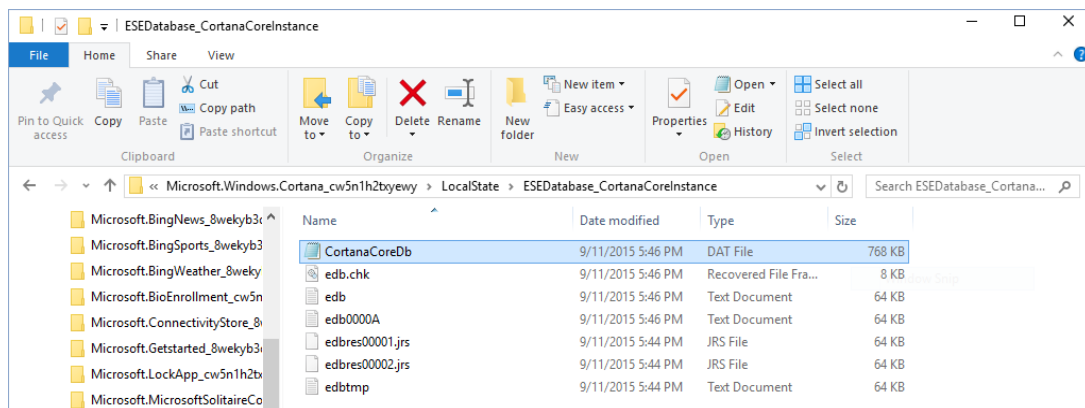 ESEDatabase_CortanaCoreInstance
File Home Share View
Pin to Quick access
Copy
Paste
Cut
Copy path
Paste shortcut
Clipboard
Move to
Copy to
Delete
Rename
Organize
New folder
New item
Easy access
New
Properties
Open
Edit
History
Open
Select all
Select none
Invert selection
Select
« Microsoft.Windows.Cortana_cw5n1h2txyewy > LocalState > ESEDatabase_CortanaCoreInstance
Search ESEDatabase_Cortana...
Microsoft.BingNews_8wekyb3c
Microsoft.BingSports_8wekyb3
Microsoft.BingWeather_8weky
Microsoft.BioEnrollment_cw5n
Microsoft.ConnectivityStore_8
Microsoft.Getstarted_8wekyb3
Microsoft.LockApp_cw5n1h2tx
Microsoft.MicrosoftSolitaireCo
Name Date modified Type Size
CortanaCoreDb 9/11/2015 5:46 PM DAT File 768 KB
edb.chk 9/11/2015 5:46 PM Recovered File Fra... 8 KB
edb 9/11/2015 5:46 PM Text Document 64 KB
edb0000A 9/11/2015 5:46 PM Text Document 64 KB
edbres00001.jrs 9/11/2015 5:44 PM JRS File 64 KB
edbres00002.jrs 9/11/2015 5:44 PM JRS File 64 KB
edbtmp 9/11/2015 5:44 PM Text Document 64 KB
Window Snip